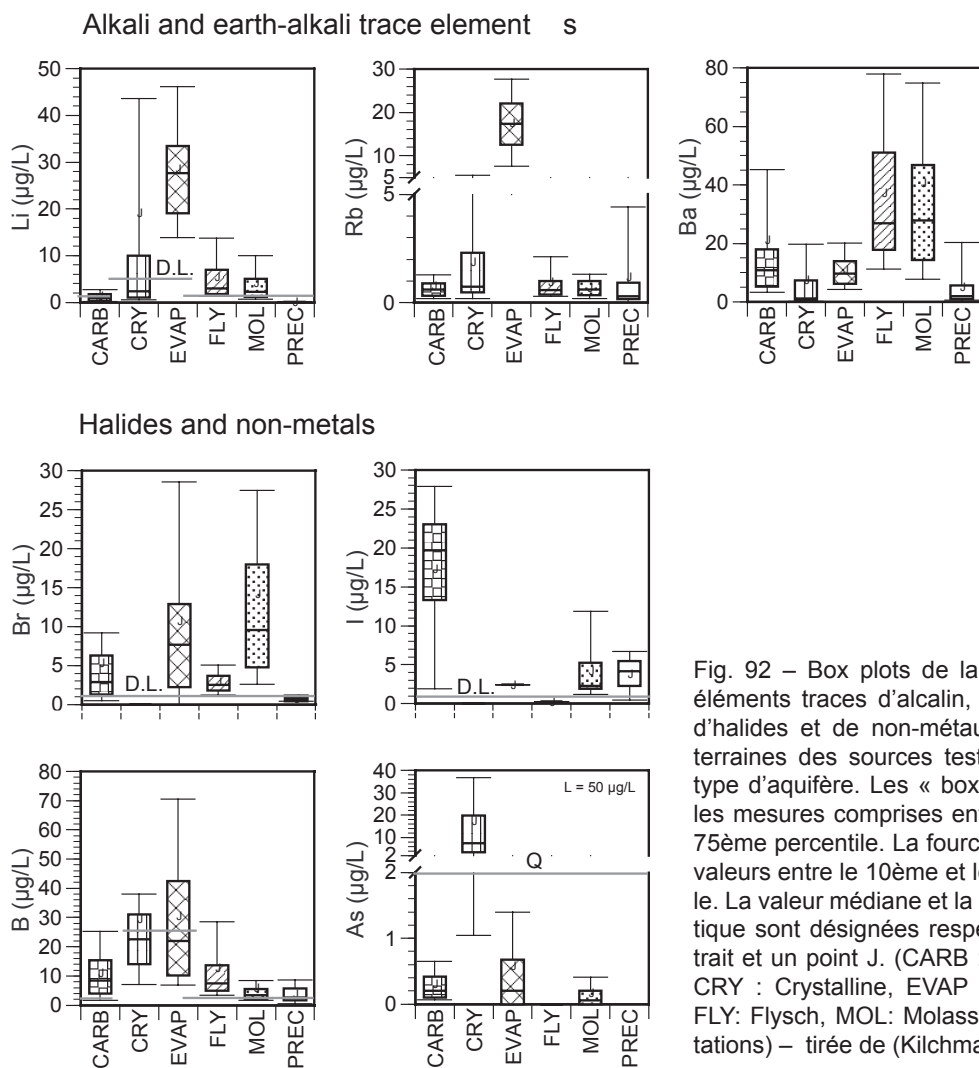 Alkali and earth-alkali trace element s
50
40
30
20
10
0
Li (µg/L)
D.L.
CARB
CRY
EVAP
FLY
MOL
PREC
30
20
10
5
5
0
Rb (µg/L)
CARB
CRY
EVAP
FLY
MOL
PREC
80
60
40
20
0
Ba (µg/L)
CARB
CRY
EVAP
FLY
MOL
PREC
Halides and non-metals
30
25
20
15
10
5
0
Br (µg/L)
D.L.
30
25
20
15
10
5
0
I (µg/L)
D.L.
80
70
60
50
40
30
20
10
0
B (µg/L)
CARB
CRY
EVAP
FLY
MOL
PREC
40
30
20
10
2
2
1
0
As (µg/L)
L = 50 µg/L
Q
CARB
CRY
EVAP
FLY
MOL
PREC
Fig. 92 – Box plots de la
éléments traces d'alcalin,
d'halides et de non-métau
terraines des sources test
type d'aquifère. Les « box
les mesures comprises en
75ème percentile. La fourc
valeurs entre le 10ème et l
le. La valeur médiane et la
tique sont désignées respe
trait et un point J. (CARB :
CRY : Crystalline, EVAP
FLY: Flysch, MOL: Molass
tations) – tirée de (Kilchma